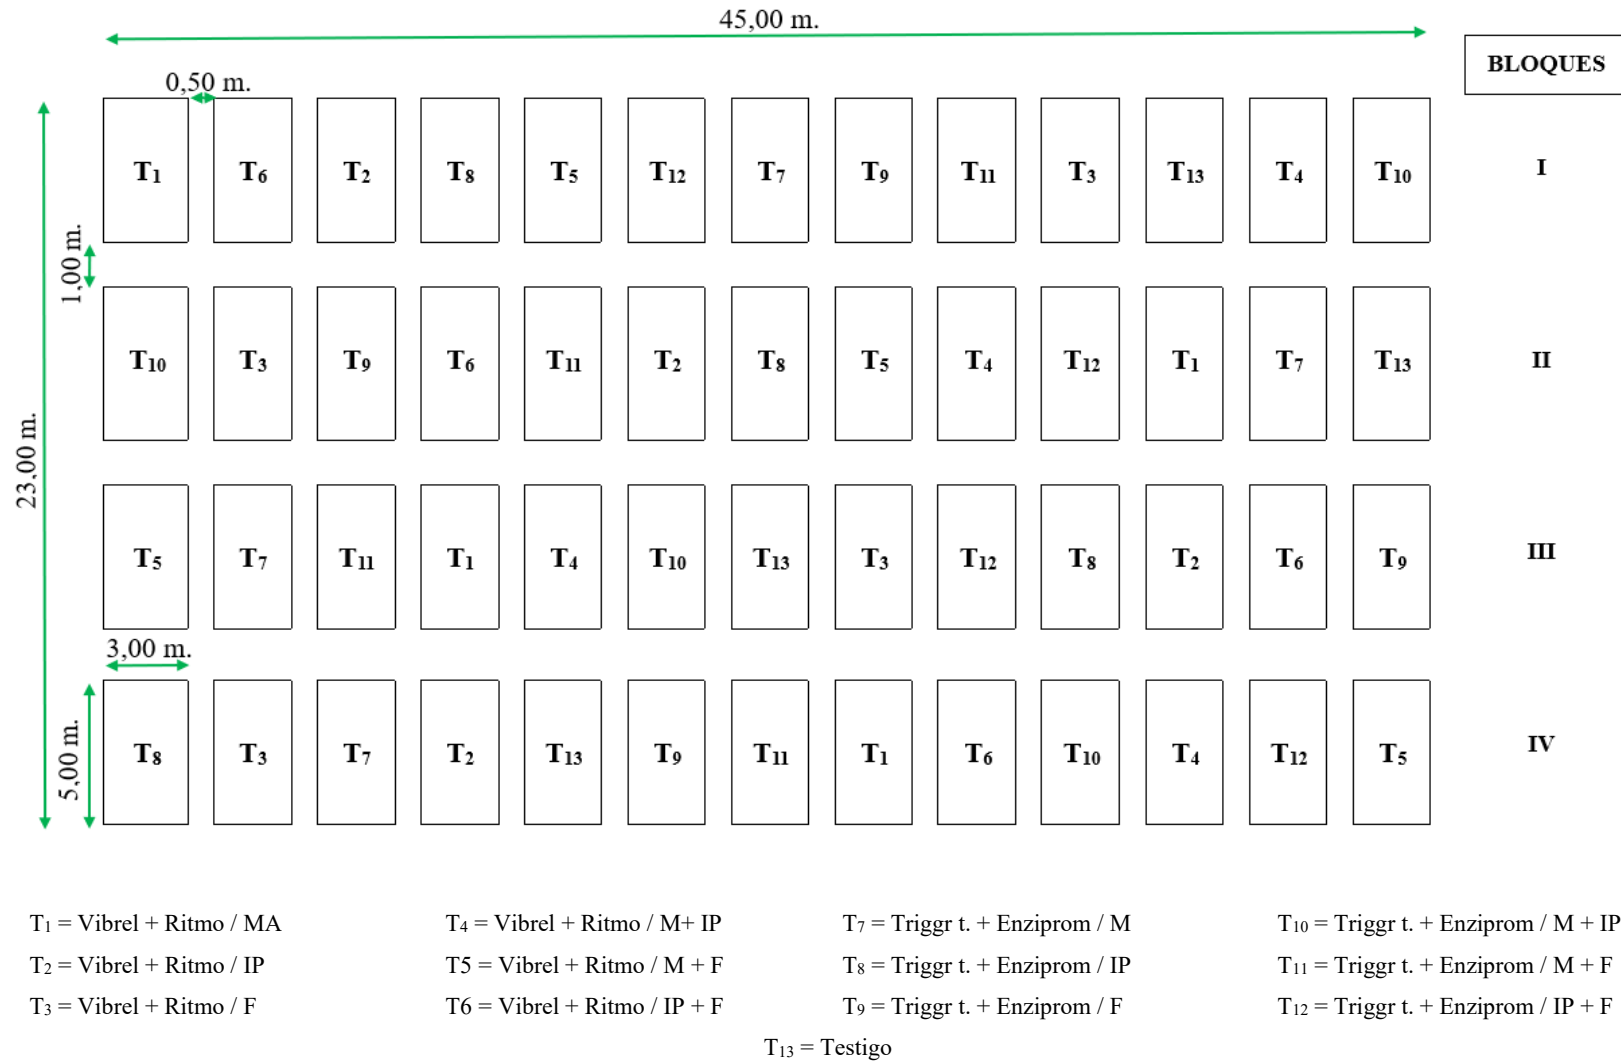 45,00 m.
BLOQUES
0,50 m.
T₁ T₆ T₂ T₈ T₅ T₁₂ T₇ T₉ T₁₁ T₃ T₁₃ T₄ T₁₀ I
1,00 m.
T₁₀ T₃ T₉ T₆ T₁₁ T₂ T₈ T₅ T₄ T₁₂ T₁ T₇ T₁₃ II
23,00 m.
T₅ T₇ T₁₁ T₁ T₄ T₁₀ T₁₃ T₃ T₁₂ T₈ T₂ T₆ T₉ III
3,00 m.
5,00 m.
T₈ T₃ T₇ T₂ T₁₃ T₉ T₁₁ T₁ T₆ T₁₀ T₄ T₁₂ T₅ IV
T₁ = Vibrel + Ritmo / MA T₄ = Vibrel + Ritmo / M+ IP T₇ = Triggr t. + Enziprom / M T₁₀ = Triggr t. + Enziprom / M + IP
T₂ = Vibrel + Ritmo / IP T5 = Vibrel + Ritmo / M + F T₈ = Triggr t. + Enziprom / IP T₁₁ = Triggr t. + Enziprom / M + F
T₃ = Vibrel + Ritmo / F T6 = Vibrel + Ritmo / IP + F T₉ = Triggr t. + Enziprom / F T₁₂ = Triggr t. + Enziprom / IP + F
T₁₃ = Testigo